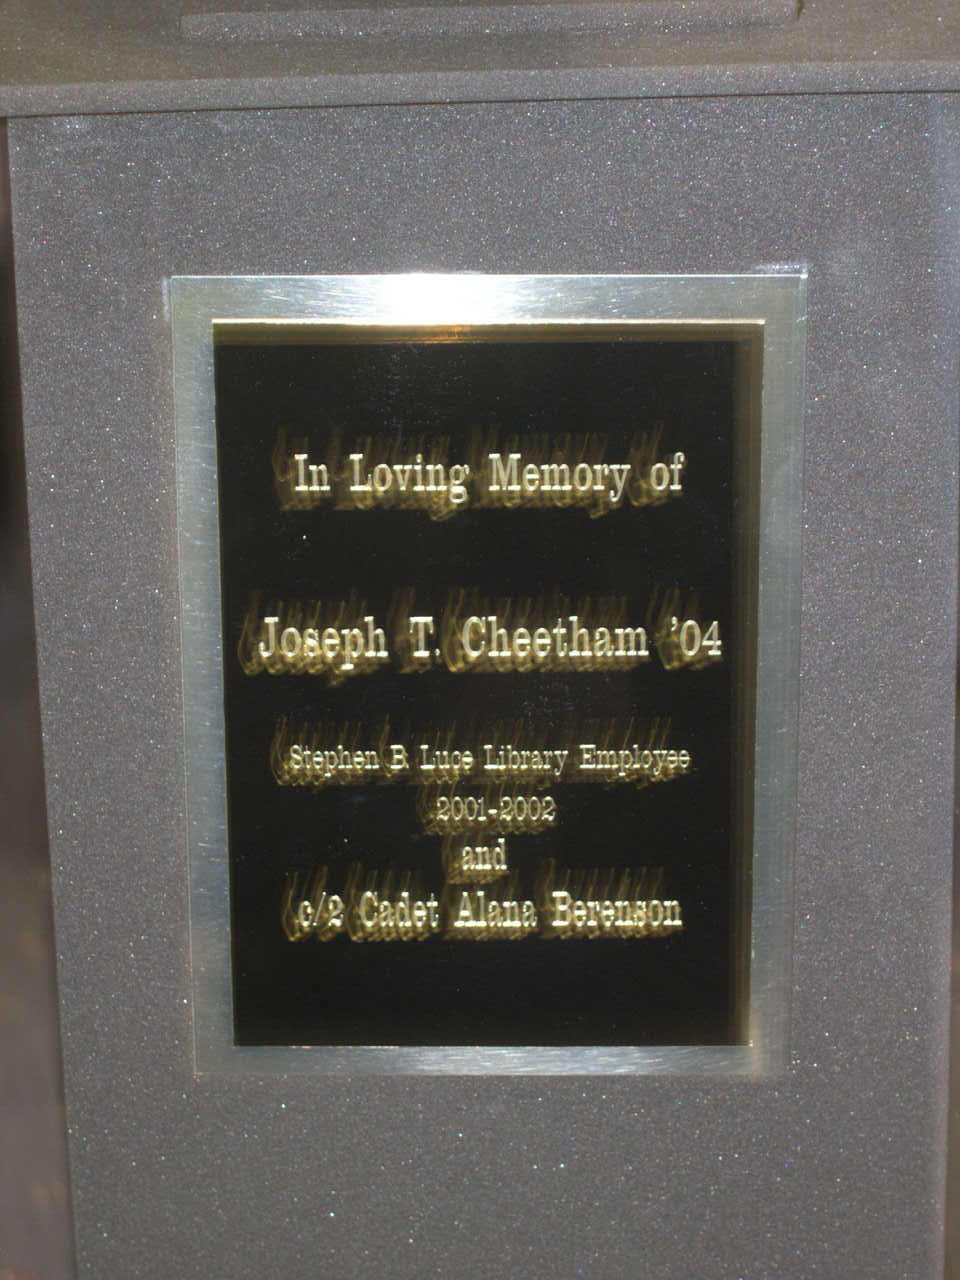 In Loving Memory of
Joseph T. Cheetham '04
Stephen B. Luce Library Employee
2001-2002
and
c/2 Cadet Alana Berenson